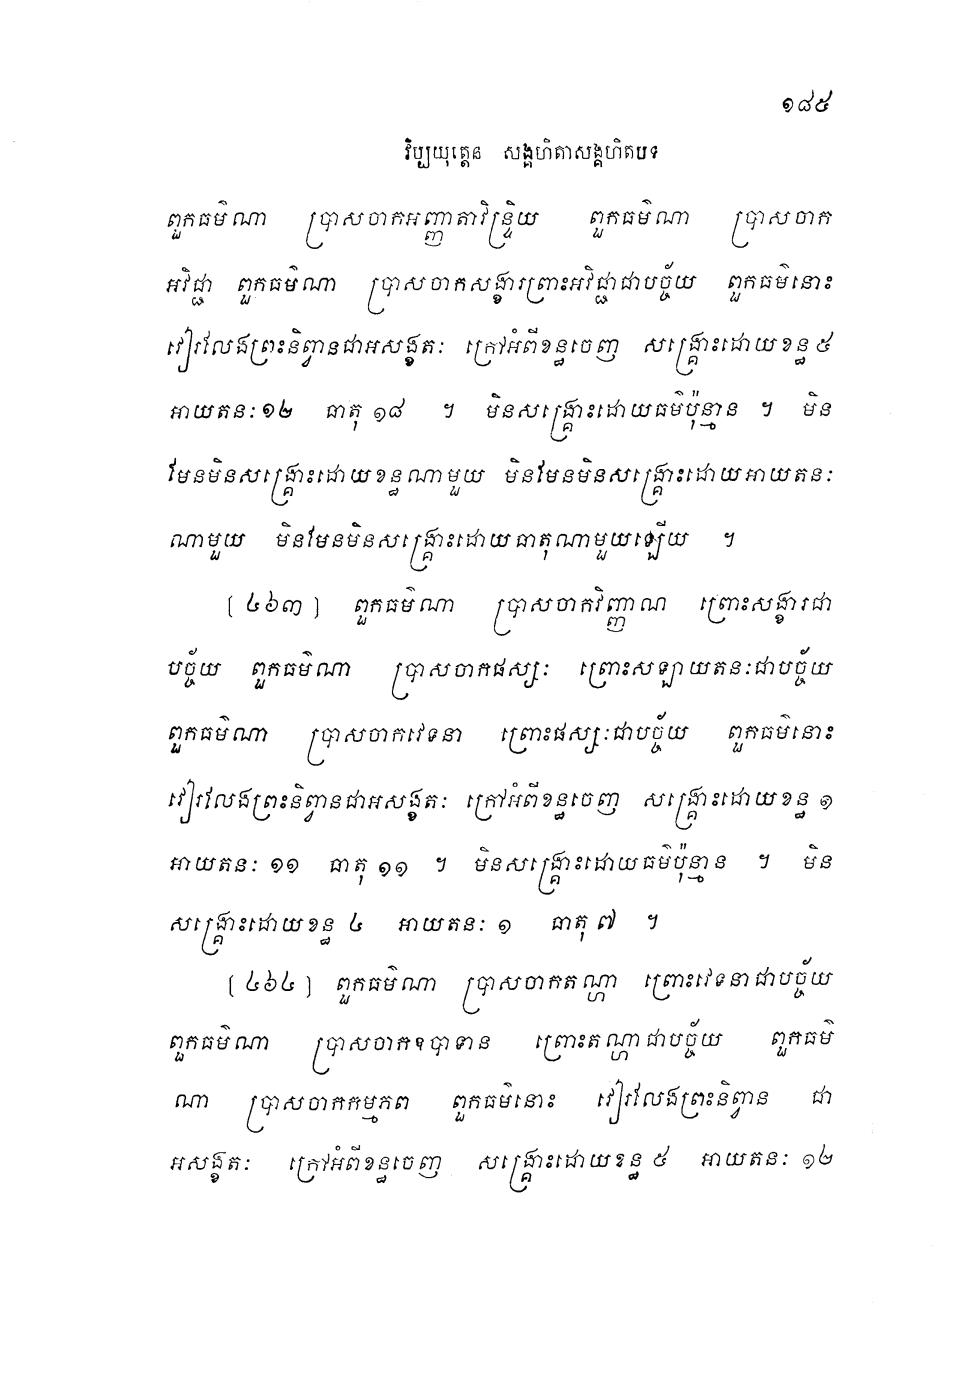 ១៨៥
វិប្បយុត្តេន សង្គហិតាសង្គហិតបទ
ពួកធម៌ណា ប្រាសចាកអញ្ញាតាវិន្ទ្រិយ ពួកធម៌ណា ប្រាសចាក
អវិជ្ជា ពួកធម៌ណា ប្រាសចាកសង្ខារព្រោះអវិជ្ជាជាបច្ច័យ ពួកធម៌នោះ
វៀរលែងព្រះនិព្វានជាអសង្ខតៈ ក្រៅអំពីខន្ធចេញ សង្គ្រោះដោយខន្ធ ៥
អាយតនៈ ១២ ធាតុ ១៨ ។ មិនសង្គ្រោះដោយធម៌ប៉ុន្មាន ។ មិន
មែនមិនសង្គ្រោះដោយខន្ធណាមួយ មិនមែនមិនសង្គ្រោះដោយអាយតនៈ
ណាមួយ មិនមែនមិនសង្គ្រោះដោយធាតុណាមួយឡើយ ។
[ ៤៦៣ ] ពួកធម៌ណា ប្រាសចាកវិញ្ញាណ ព្រោះសង្ខារជា
បច្ច័យ ពួកធម៌ណា ប្រាសចាកផស្សៈ ព្រោះសឡាយតនៈជាបច្ច័យ
ពួកធម៌ណា ប្រាសចាកវេទនា ព្រោះផស្សៈជាបច្ច័យ ពួកធម៌នោះ
វៀរលែងព្រះនិព្វានជាអសង្ខតៈ ក្រៅអំពីខន្ធចេញ សង្គ្រោះដោយខន្ធ ១
អាយតនៈ ១១ ធាតុ ១១ ។ មិនសង្គ្រោះដោយធម៌ប៉ុន្មាន ។ មិន
សង្គ្រោះដោយខន្ធ ៤ អាយតនៈ ១ ធាតុ ៧ ។
[ ៤៦៤ ] ពួកធម៌ណា ប្រាសចាកតណ្ហា ព្រោះវេទនាជាបច្ច័យ
ពួកធម៌ណា ប្រាសចាកឧបាទាន ព្រោះតណ្ហាជាបច្ច័យ ពួកធម៌
ណា ប្រាសចាកកម្មភព ពួកធម៌នោះ វៀរលែងព្រះនិព្វាន ជា
អសង្ខតៈ ក្រៅអំពីខន្ធចេញ សង្គ្រោះដោយខន្ធ ៥ អាយតនៈ ១២